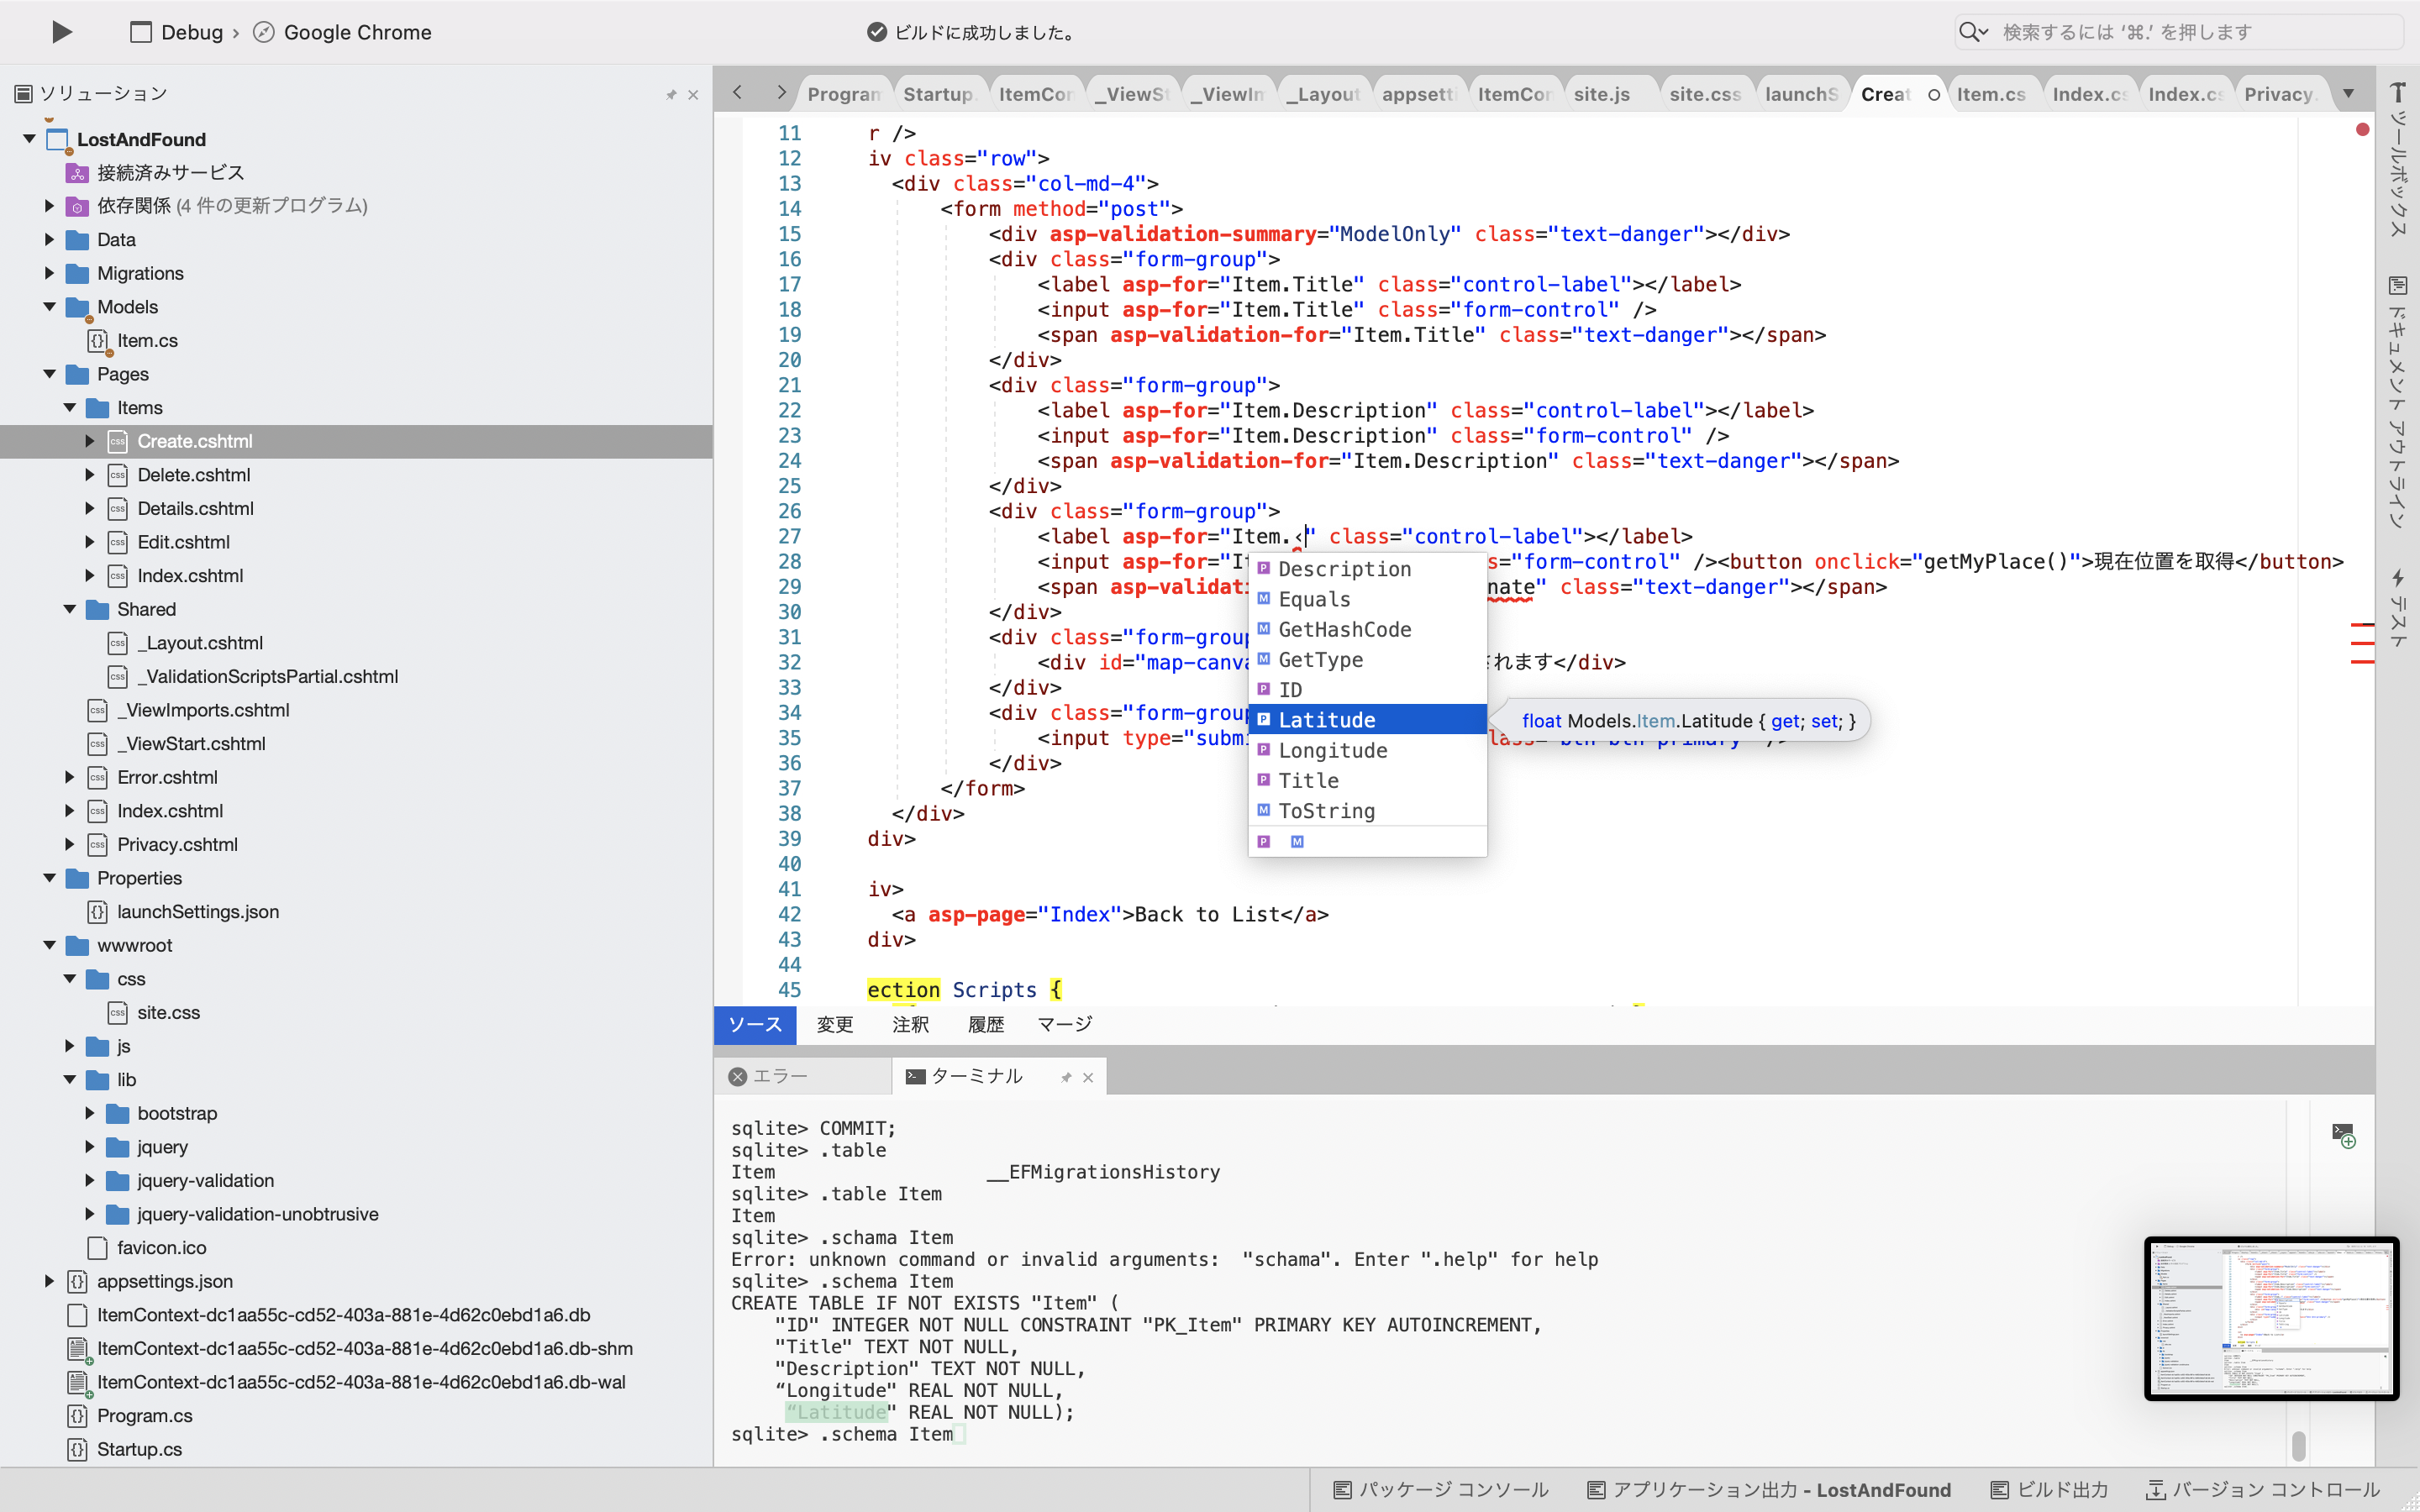 Debug › Google Chrome
ビルドに成功しました。
検索するには ‘⌘.’ を押します
ソリューション
LostAndFound
接続済みサービス
依存関係 (4 件の更新プログラム)
Data
Migrations
Models
Item.cs
Pages
Items
Create.cshtml
Delete.cshtml
Details.cshtml
Edit.cshtml
Index.cshtml
Shared
_Layout.cshtml
_ValidationScriptsPartial.cshtml
_ViewImports.cshtml
_ViewStart.cshtml
Error.cshtml
Index.cshtml
Privacy.cshtml
Properties
launchSettings.json
wwwroot
css
site.css
js
lib
bootstrap
jquery
jquery-validation
jquery-validation-unobtrusive
favicon.ico
appsettings.json
ItemContext-dc1aa55c-cd52-403a-881e-4d62c0ebd1a6.db
ItemContext-dc1aa55c-cd52-403a-881e-4d62c0ebd1a6.db-shm
ItemContext-dc1aa55c-cd52-403a-881e-4d62c0ebd1a6.db-wal
Program.cs
Startup.cs
Program Startup. ItemCon _ViewSt _ViewIm _Layout appsetti ItemCon site.js site.css launchS Creat Item.cs Index.cs Index.cs Privacy.
11 r />
12 iv class="row">
13 <div class="col-md-4">
14 <form method="post">
15 <div asp-validation-summary="ModelOnly" class="text-danger"></div>
16 <div class="form-group">
17 <label asp-for="Item.Title" class="control-label"></label>
18 <input asp-for="Item.Title" class="form-control" />
19 <span asp-validation-for="Item.Title" class="text-danger"></span>
20 </div>
21 <div class="form-group">
22 <label asp-for="Item.Description" class="control-label"></label>
23 <input asp-for="Item.Description" class="form-control" />
24 <span asp-validation-for="Item.Description" class="text-danger"></span>
25 </div>
26 <div class="form-group">
27 <label asp-for="Item.<" class="control-label"></label>
28 <input asp-for="It s="form-control" /><button onclick="getMyPlace()">現在位置を取得</button>
29 <span asp-validati nate" class="text-danger"></span>
30 </div>
31 <div class="form-group
32 <div id="map-canva されます</div>
33 </div>
34 <div class="form-group
35 <input type="submi lass="btn btn-primary" />
36 </div>
37 </form>
38 </div>
39 div>
40
41 iv>
42 <a asp-page="Index">Back to List</a>
43 div>
44
45 ection Scripts {
Description
Equals
GetHashCode
GetType
ID
Latitude
Longitude
Title
ToString
P M
float Models.Item.Latitude { get; set; }
ソース 変更 注釈 履歴 マージ
エラー ターミナル
sqlite> COMMIT;
sqlite> .table
Item __EFMigrationsHistory
sqlite> .table Item
Item
sqlite> .schama Item
Error: unknown command or invalid arguments: "schama". Enter ".help" for help
sqlite> .schema Item
CREATE TABLE IF NOT EXISTS "Item" (
"ID" INTEGER NOT NULL CONSTRAINT "PK_Item" PRIMARY KEY AUTOINCREMENT,
"Title" TEXT NOT NULL,
"Description" TEXT NOT NULL,
“Longitude" REAL NOT NULL,
“Latitude" REAL NOT NULL);
sqlite> .schema Item
ツールボックス
ドキュメント アウトライン
テスト
パッケージ コンソール アプリケーション出力 - LostAndFound ビルド出力 バージョン コントロール